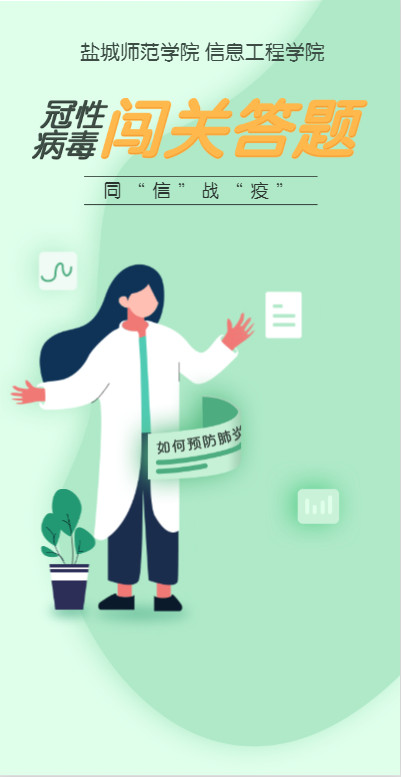 盐城师范学院 信息工程学院
冠性
病毒
闯关答题
同“信”战“疫”
如何预防肺炎